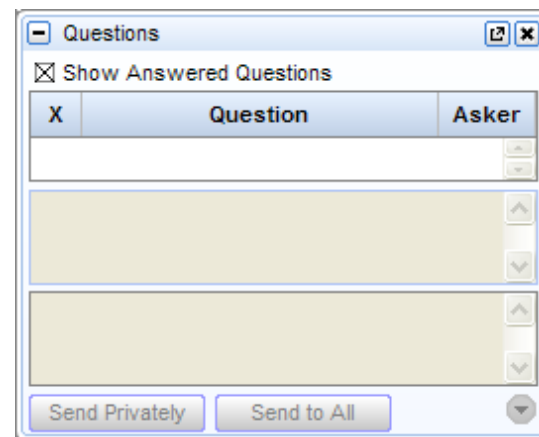 Questions
Show Answered Questions
X Question Asker
Send Privately Send to All